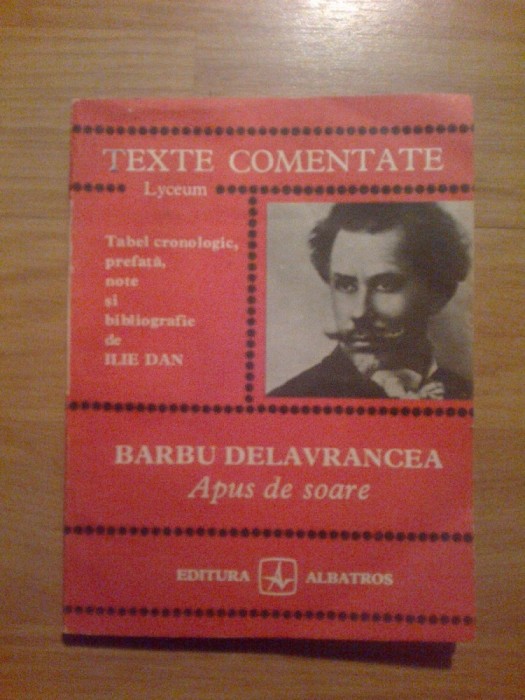 TEXTE COMENTATE
Lyceum
Tabel cronologic,
prefață,
note
și
bibliografie
de
ILIE DAN
BARBU DELAVRANCEA
Apus de soare
EDITURA ALBATROS